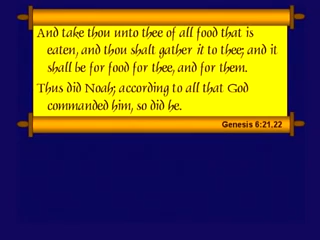 And take thou unto thee of all food that is
eaten, and thou shalt gather it to thee; and it
shall be for food for thee, and for them.
Thus did Noah; according to all that God
commanded him, so did he.
Genesis 6:21.22